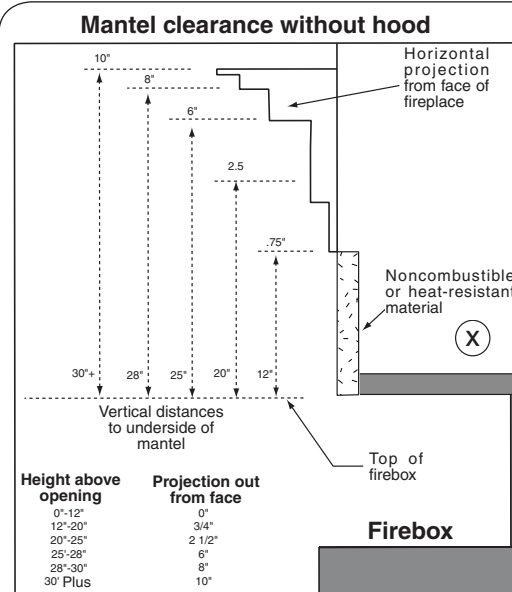 Mantel clearance without hood
10"
8"
6"
2.5
.75"
Horizontal
projection
from face of
fireplace
Noncombustible
or heat-resistant
material
X
30"+
28"
25"
20"
12"
Vertical distances
to underside of
mantel
Top of
firebox
Height above
opening
Projection out
from face
0"-12" 0"
12"-20" 3/4"
20"-25" 2 1/2"
25'-28" 6"
28"-30" 8"
30' Plus 10"
Firebox